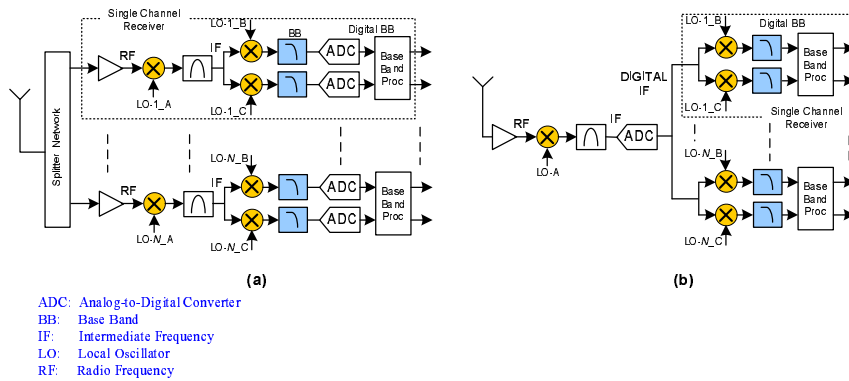 Single Channel
Receiver
LO-1_B
BB
Digital BB
RF
IF
ADC
ADC
Base
Band
Proc
LO-1_A
LO-1_C
Splitter Network
LO-N_B
RF
IF
ADC
ADC
Base
Band
Proc
LO-N_A
LO-N_C
(a)
LO-1_B
Digital BB
Base
Band
Proc
DIGITAL
IF
LO-1_C
Single Channel
Receiver
RF
IF
ADC
LO-A
LO-N_B
Base
Band
Proc
LO-N_C
(b)
ADC: Analog-to-Digital Converter
BB: Base Band
IF: Intermediate Frequency
LO: Local Oscillator
RF: Radio Frequency